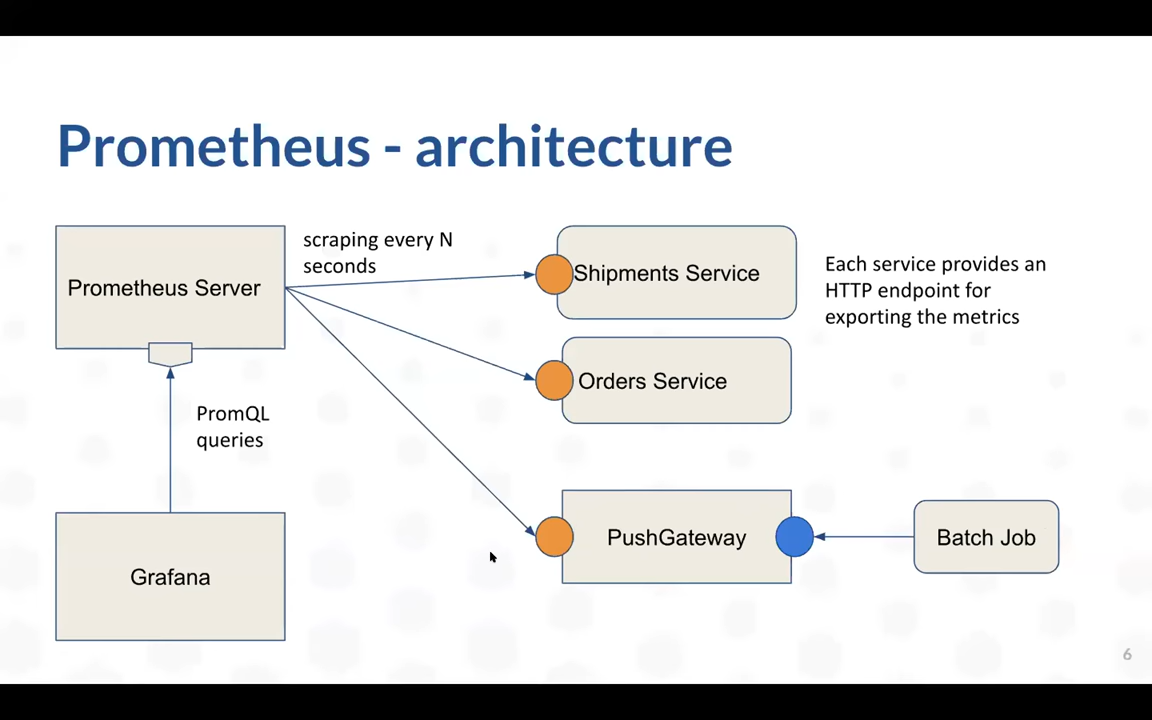 Prometheus - architecture
scraping every N
seconds
Prometheus Server
Shipments Service
Each service provides an
HTTP endpoint for
exporting the metrics
Orders Service
PromQL
queries
PushGateway
Batch Job
Grafana
6